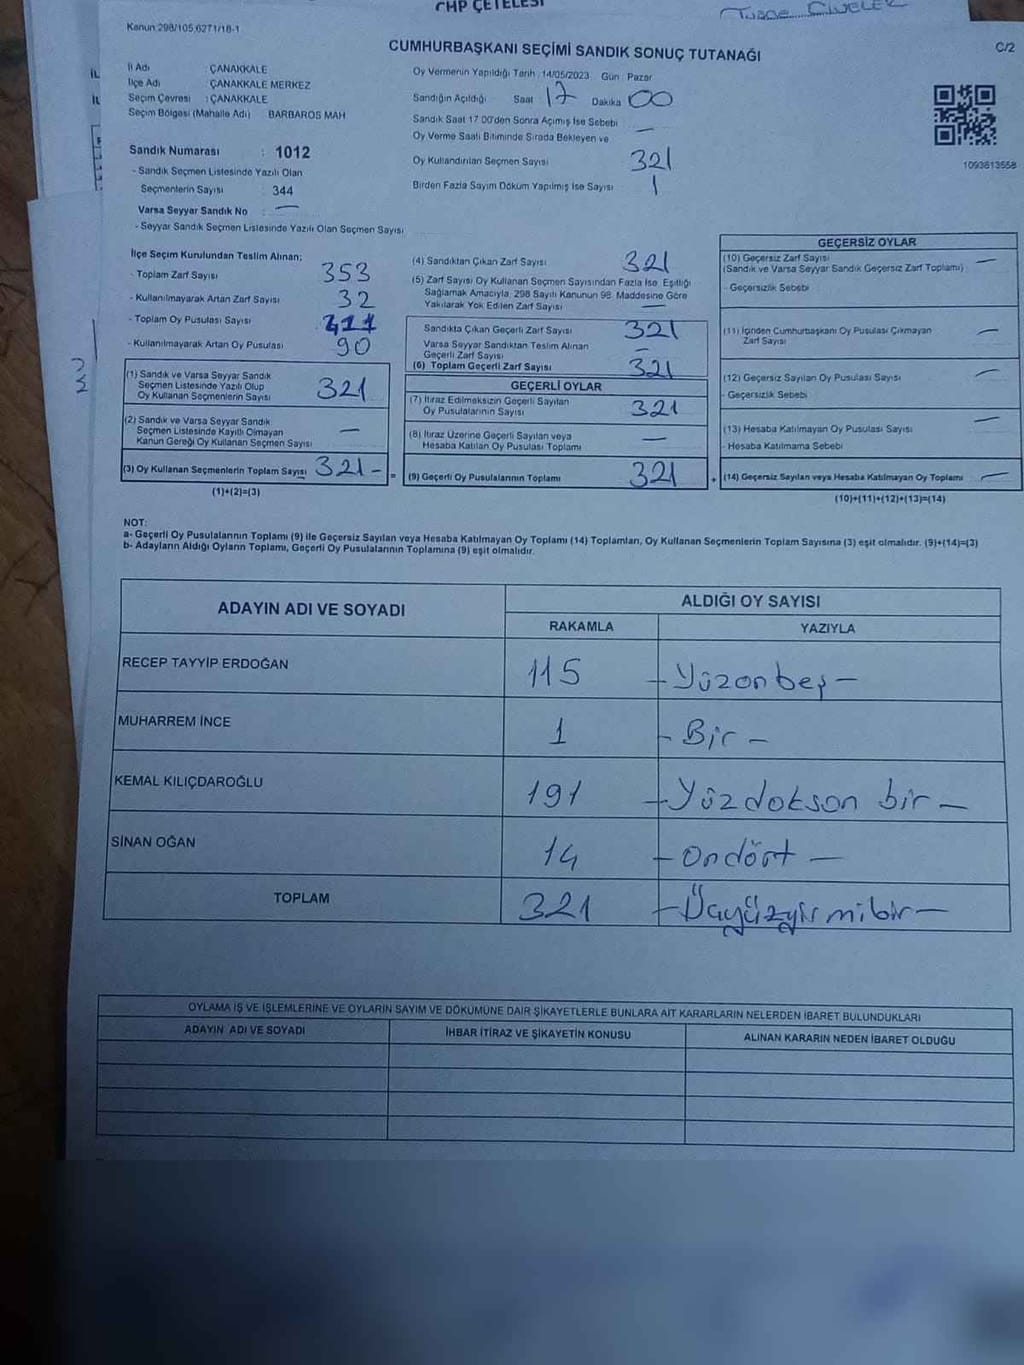 CHP ÇETELESİ
Kanun 298/105,6271/18-1
CUMHURBAŞKANI SEÇİMİ SANDIK SONUÇ TUTANAĞI
C/2
İl Adı : ÇANAKKALE
İlçe Adı : ÇANAKKALE MERKEZ
Seçim Çevresi : ÇANAKKALE
Seçim Bölgesi (Mahalle Adı) BARBAROS MAH
Sandık Numarası : 1012
- Sandık Seçmen Listesinde Yazılı Olan
Seçmenlerin Sayısı : 344
Varsa Seyyar Sandık No : —
- Seyyar Sandık Seçmen Listesinde Yazılı Olan Seçmen Sayısı
Oy Vermenin Yapıldığı Tarih :14/05/2023 Gün : Pazar
Sandığın Açıldığı Saat 17 Dakika 00
Sandık Saat 17:00'den Sonra Açımış İse Sebebi —
Oy Verme Saati Bitiminde Sırada Bekleyen ve
Oy Kullandırılan Seçmen Sayısı 321
Birden Fazla Sayım Döküm Yapılmış İse Sayısı 1
1093813558
İlçe Seçim Kurulundan Teslim Alınan;
- Toplam Zarf Sayısı 353
- Kullanılmayarak Artan Zarf Sayısı 32
- Toplam Oy Pusulası Sayısı 411
- Kullanılmayarak Artan Oy Pusulası 90
(1) Sandık ve Varsa Seyyar Sandık
Seçmen Listesinde Yazılı Olup
Oy Kullanan Seçmenlerin Sayısı 321
(2) Sandık ve Varsa Seyyar Sandık
Seçmen Listesinde Kayıtlı Olmayan
Kanun Gereği Oy Kullanan Seçmen Sayısı —
(3) Oy Kullanan Seçmenlerin Toplam Sayısı 321 - =
(1)+(2)=(3)
(4) Sandıktan Çıkan Zarf Sayısı 321
(5) Zarf Sayısı Oy Kullanan Seçmen Sayısından Fazla İse, Eşitliği
Sağlamak Amacıyla, 298 Sayılı Kanunun 98. Maddesine Göre
Yakılarak Yok Edilen Zarf Sayısı —
Sandıkta Çıkan Geçerli Zarf Sayısı 321
Varsa Seyyar Sandıktan Teslim Alınan
Geçerli Zarf Sayısı —
(6) Toplam Geçerli Zarf Sayısı 321
GEÇERLİ OYLAR
(7) İtiraz Edilmeksizin Geçerli Sayılan
Oy Pusulalarının Sayısı 321
(8) İtiraz Üzerine Geçerli Sayılan veya
Hesaba Katılan Oy Pusulası Toplamı —
(9) Geçerli Oy Pusulalarının Toplamı 321 +
GEÇERSİZ OYLAR
(10) Geçersiz Zarf Sayısı —
(Sandık ve Varsa Seyyar Sandık Geçersiz Zarf Toplamı)
- Geçersizlik Sebebi
(11) İçinden Cumhurbaşkanı Oy Pusulası Çıkmayan —
Zarf Sayısı
(12) Geçersiz Sayılan Oy Pusulası Sayısı —
- Geçersizlik Sebebi
(13) Hesaba Katılmayan Oy Pusulası Sayısı —
- Hesaba Katılmama Sebebi
(14) Geçersiz Sayılan veya Hesaba Katılmayan Oy Toplamı —
(10)+(11)+(12)+(13)=(14)
NOT:
a- Geçerli Oy Pusulalarının Toplamı (9) ile Geçersiz Sayılan veya Hesaba Katılmayan Oy Toplamı (14) Toplamları, Oy Kullanan Seçmenlerin Toplam Sayısına (3) eşit olmalıdır. (9)+(14)=(3)
b- Adayların Aldığı Oyların Toplamı, Geçerli Oy Pusulalarının Toplamına (9) eşit olmalıdır.
ADAYIN ADI VE SOYADI
ALDIĞI OY SAYISI
RAKAMLA YAZIYLA
RECEP TAYYİP ERDOĞAN 115 - Yüzonbeş -
MUHARREM İNCE 1 - Bir -
KEMAL KILIÇDAROĞLU 191 - Yüzdokson bir -
SİNAN OĞAN 14 - Ondört -
TOPLAM 321 - Üçyüzyirmibir -
OYLAMA İŞ VE İŞLEMLERİNE VE OYLARIN SAYIM VE DÖKÜMÜNE DAİR ŞİKAYETLERLE BUNLARA AİT KARARLARIN NELERDEN İBARET BULUNDUKLARI
ADAYIN ADI VE SOYADI İHBAR İTİRAZ VE ŞİKAYETİN KONUSU ALINAN KARARIN NEDEN İBARET OLDUĞU